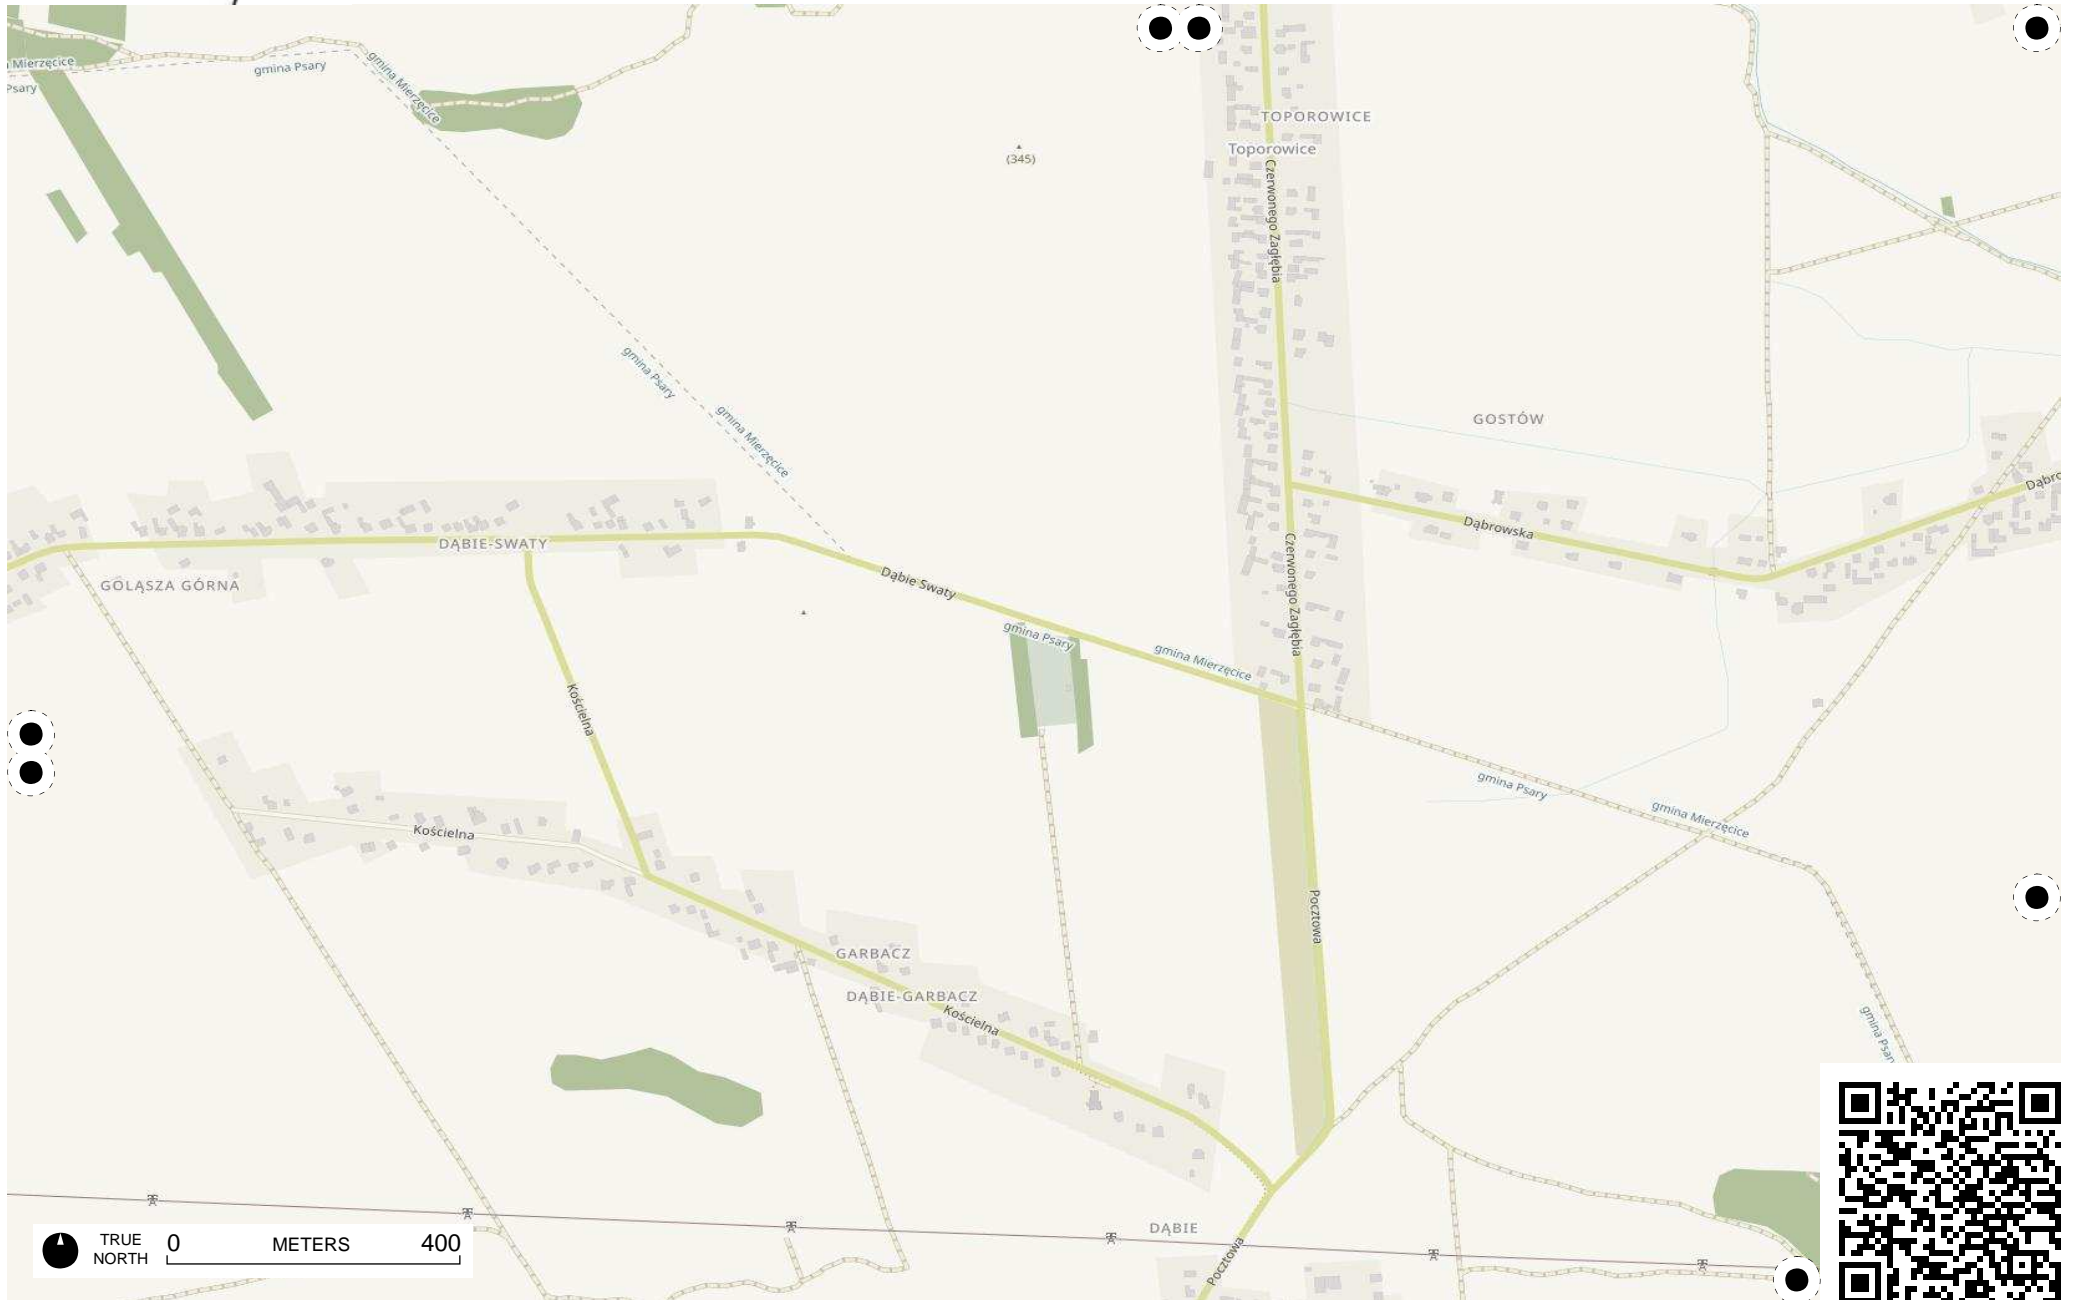 Mierzęcice
gmina Psary
Psary
gmina Mierzęcice
TOPOROWICE
Toporowice
(345)
Czerwonego Zagłębia
gmina Psary
gmina Mierzęcice
GOSTÓW
Dąbrowska
DĄBIE-SWATY
GOLĄSZA GÓRNA
Dąbie Swaty
Czerwonego Zagłębia
gmina Psary
gmina Mierzęcice
Kościelna
gmina Psary
gmina Mierzęcice
Kościelna
Pocztowa
GARBACZ
DĄBIE-GARBACZ
Kościelna
DĄBIE
Pocztowa
TRUE
NORTH
0 METERS 400